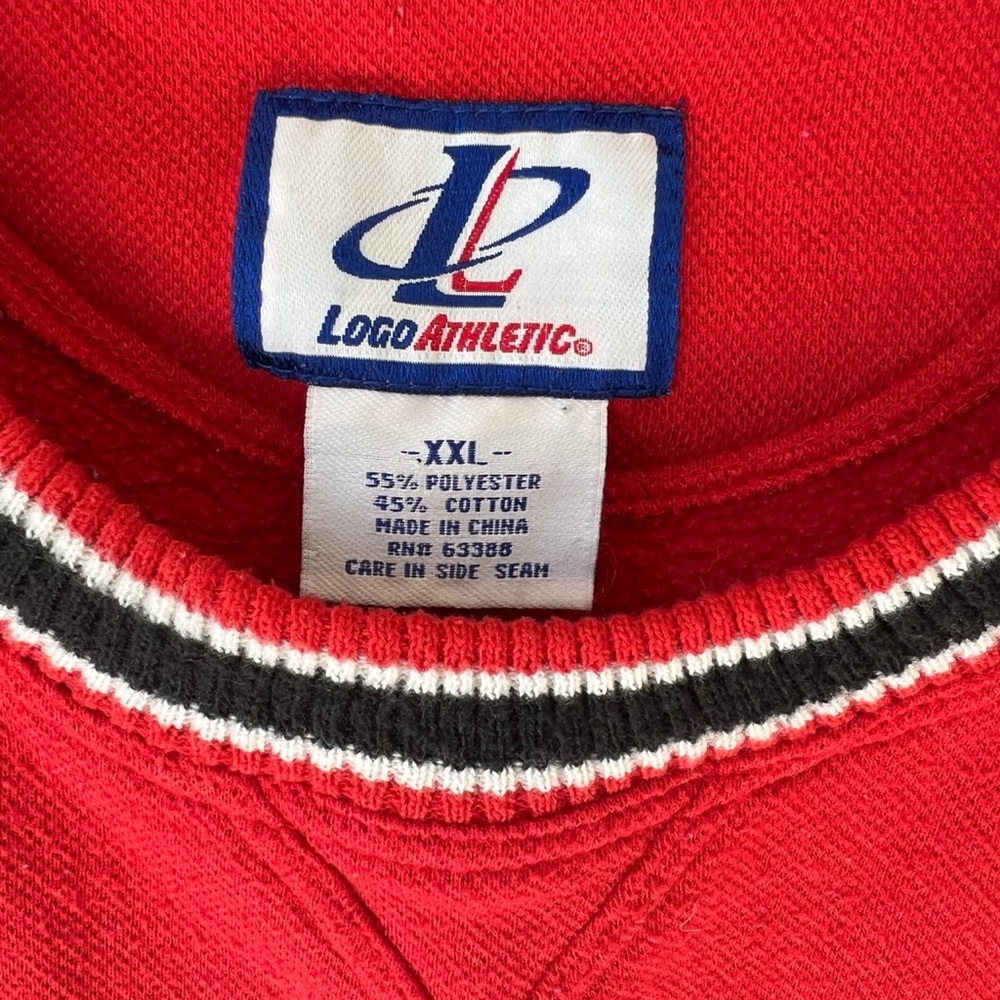 LOGO ATHLETIC®
--XXL--
55% POLYESTER
45% COTTON
MADE IN CHINA
RN# 63388
CARE IN SIDE SEAM